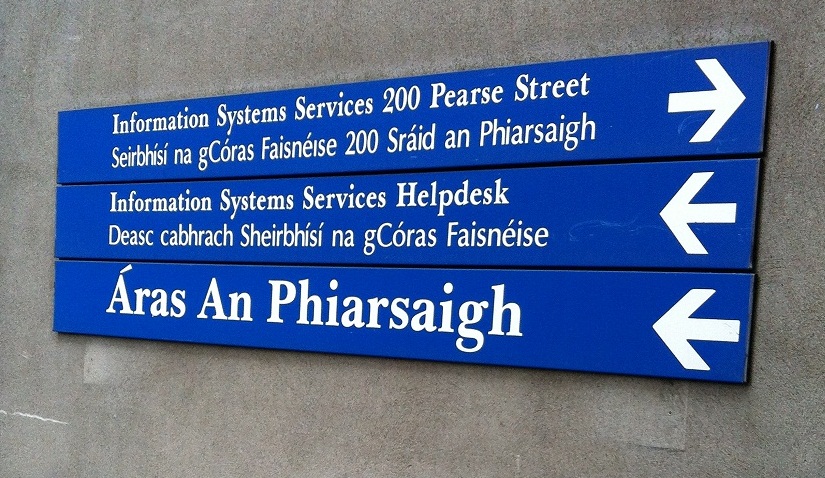 Information Systems Services 200 Pearse Street
Seirbhísí na gCóras Faisnéise 200 Sráid an Phiarsaigh
Information Systems Services Helpdesk
Deasc cabhrach Sheirbhísí na gCóras Faisnéise
Áras An Phiarsaigh